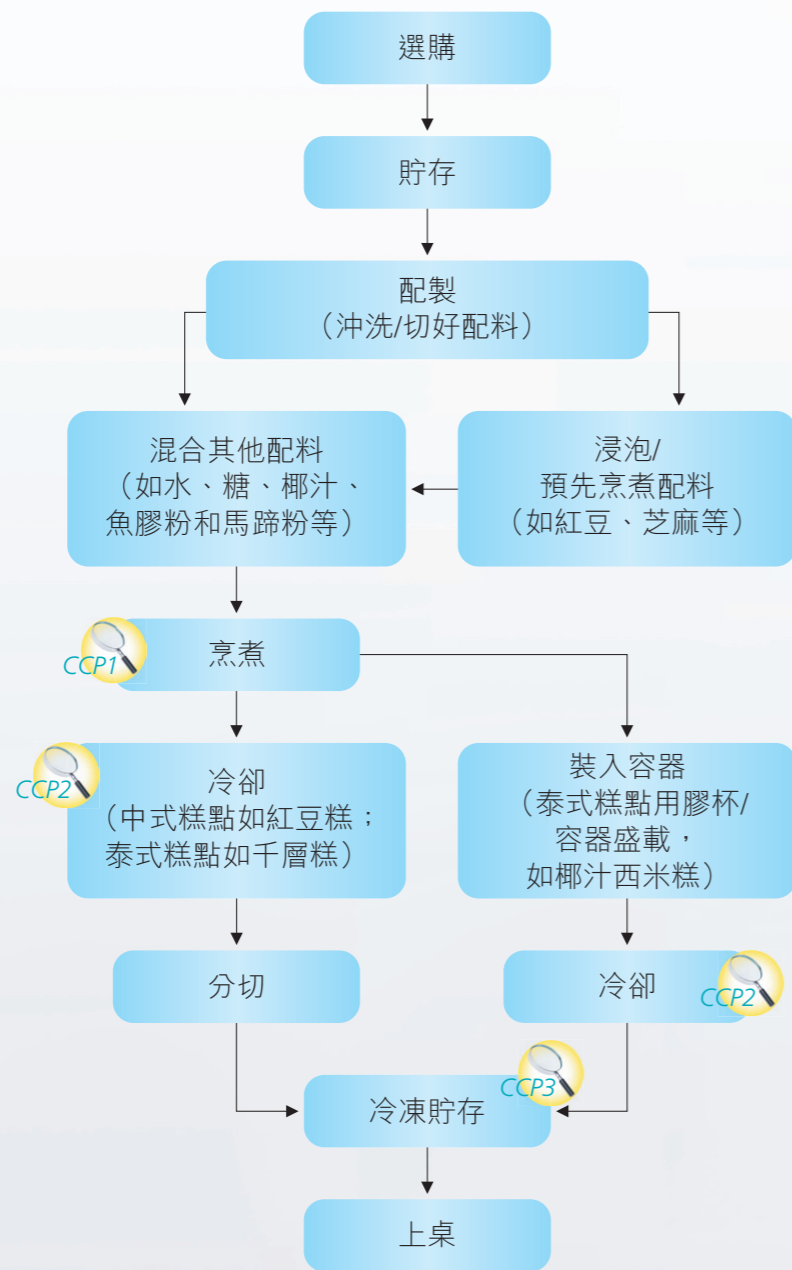 選購
貯存
配製
（沖洗/切好配料）
混合其他配料
（如水、糖、椰汁、
魚膠粉和馬蹄粉等）
浸泡/
預先烹煮配料
（如紅豆、芝麻等）
CCP1
烹煮
CCP2
冷卻
（中式糕點如紅豆糕；
泰式糕點如千層糕）
裝入容器
（泰式糕點用膠杯/
容器盛載，
如椰汁西米糕）
分切
冷卻
CCP2
CCP3
冷凍貯存
上桌